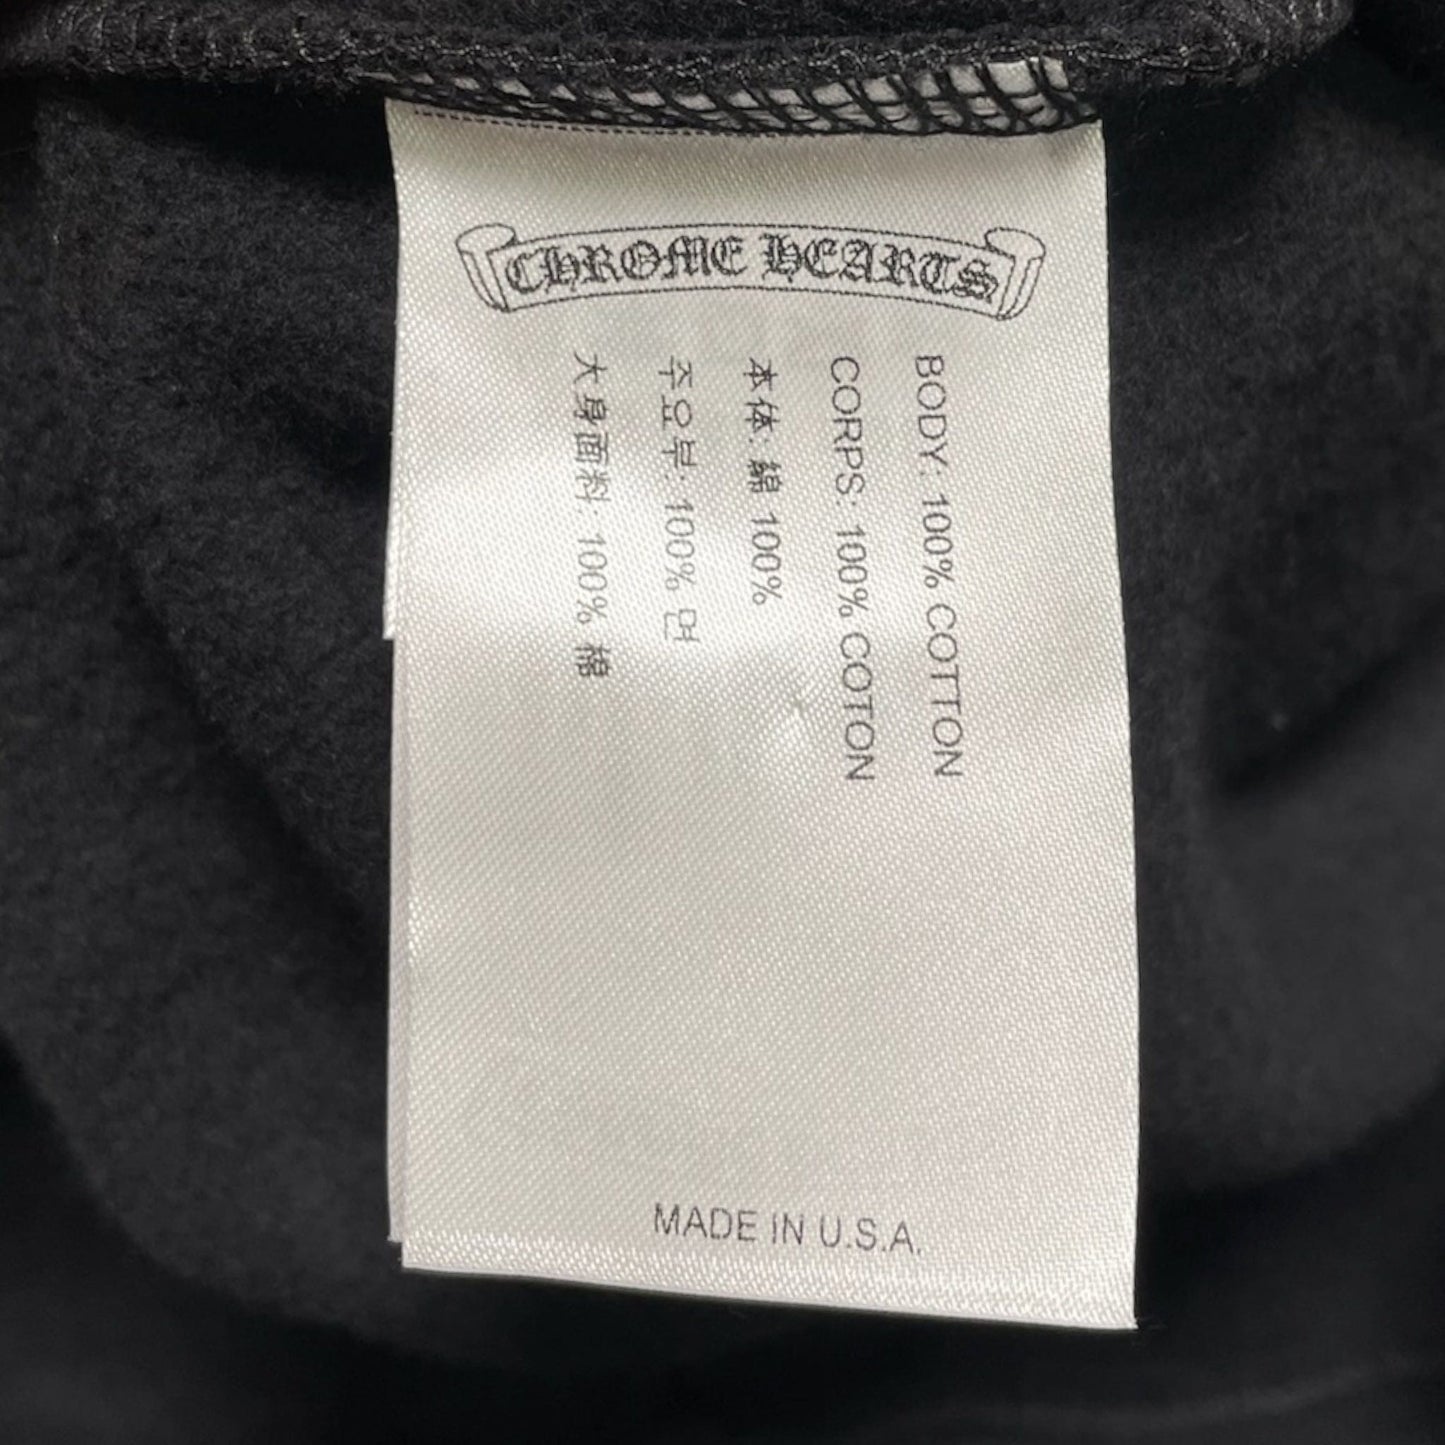 CHROME HEARTS
BODY: 100% COTTON
CORPS: 100% COTON
本体: 綿 100%
주요부: 100% 면
大身面料: 100% 棉
MADE IN U.S.A.